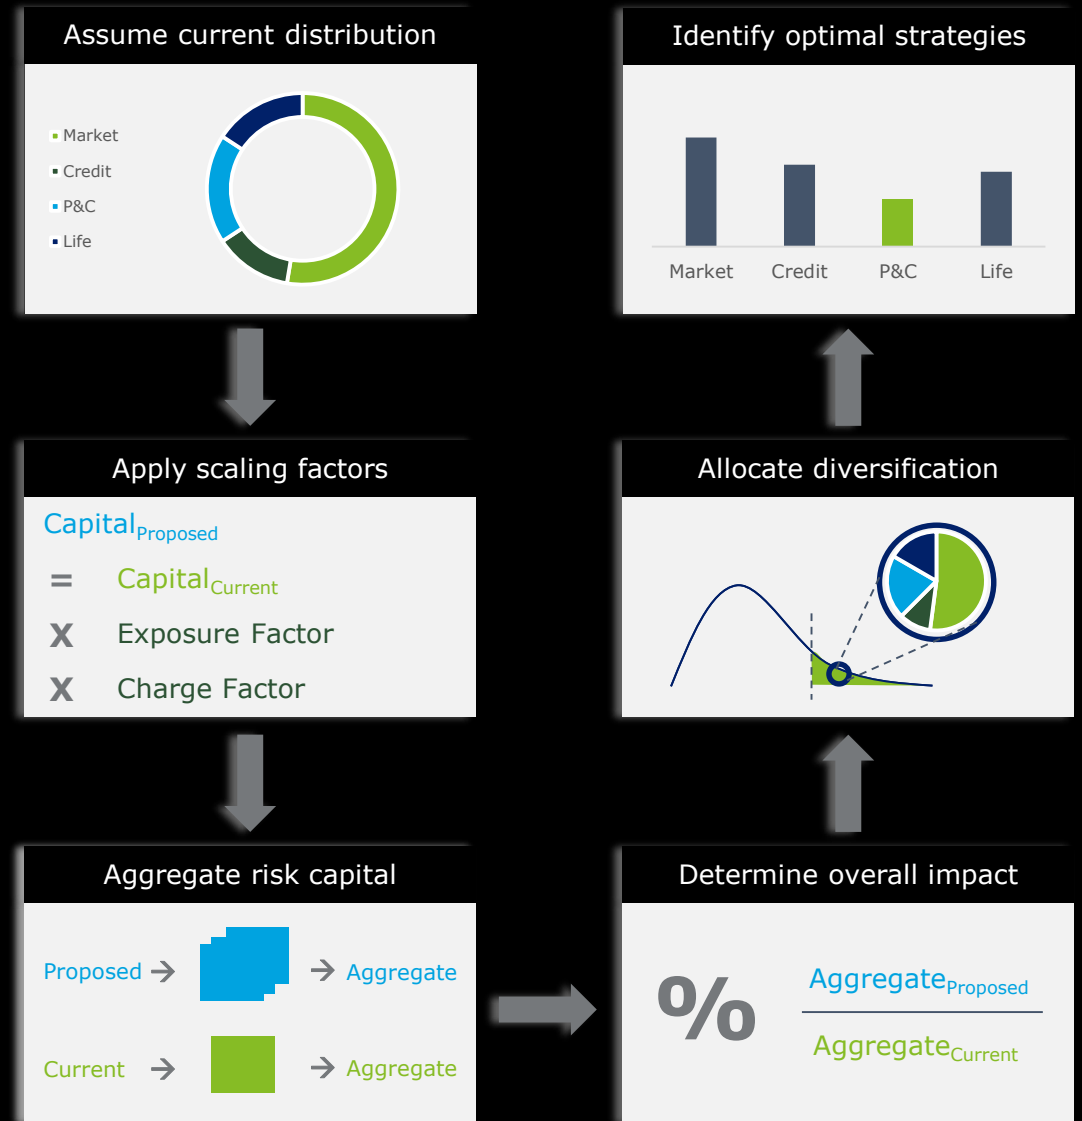 Assume current distribution
Market
Credit
P&C
Life
Apply scaling factors
CapitalProposed
= CapitalCurrent
X Exposure Factor
X Charge Factor
Aggregate risk capital
Proposed → → Aggregate
Current → → Aggregate
Determine overall impact
%
AggregateProposed
AggregateCurrent
Allocate diversification
Identify optimal strategies
Market Credit P&C Life